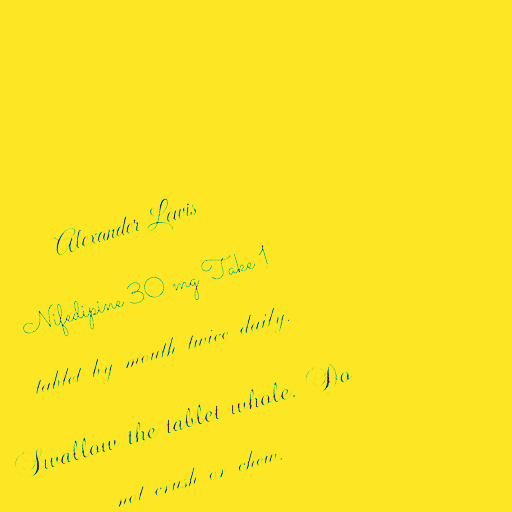 Alexander Lewis
Nifedipine 30 mg Take 1
tablet by mouth twice daily.
Swallow the tablet whole. Do
not crush or chew.